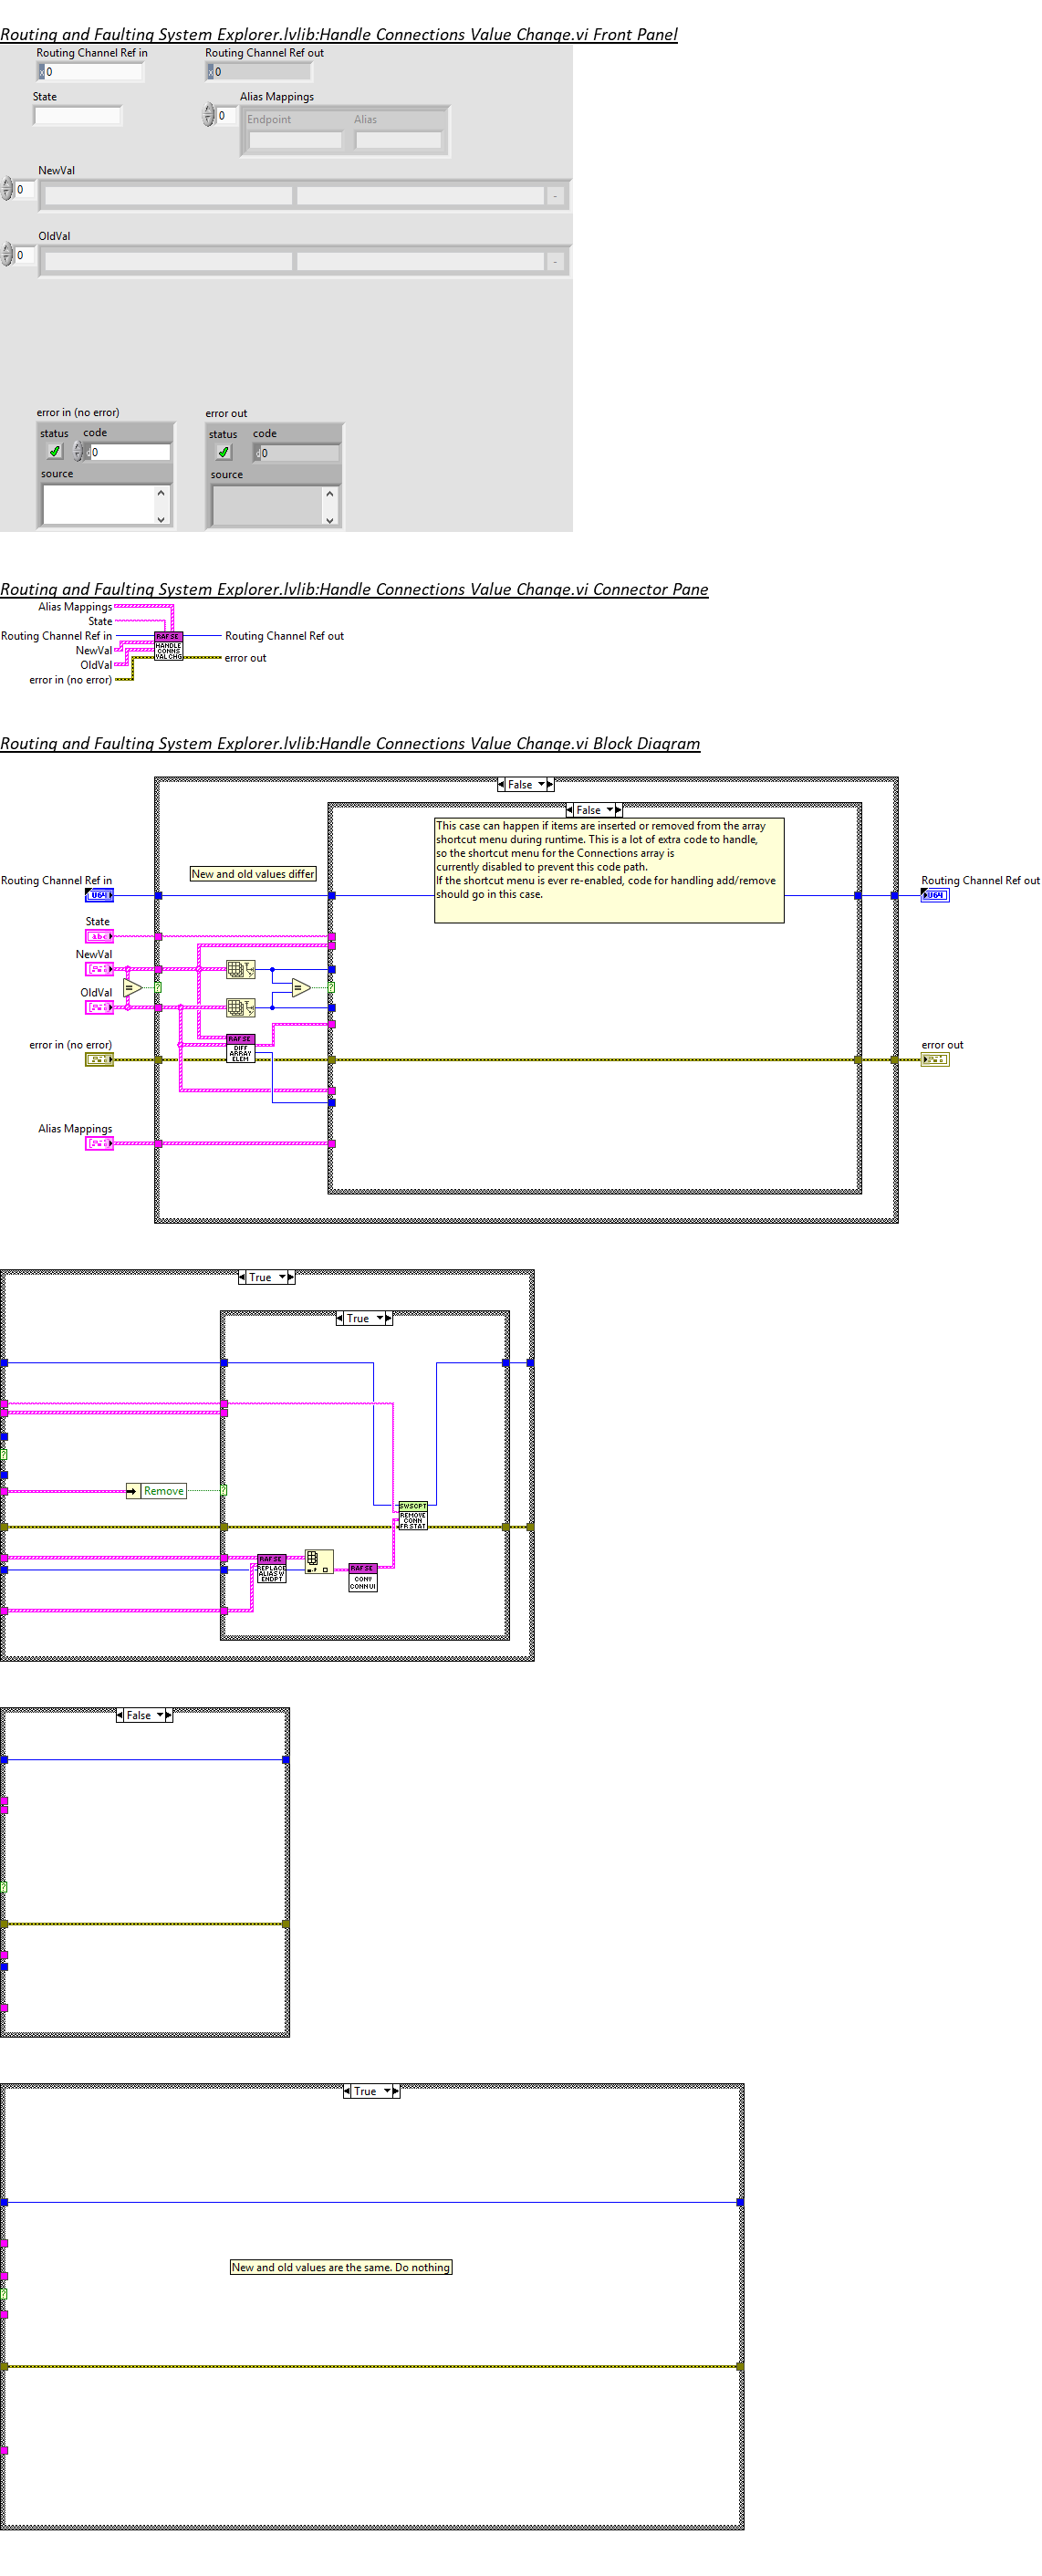 Routing and Faulting System Explorer.lvlib:Handle Connections Value Change.vi Front Panel
Routing Channel Ref in
Routing Channel Ref out
x 0
x 0
State
Alias Mappings
0
Endpoint
Alias
NewVal
0
-
OldVal
0
-
error in (no error)
error out
status
code
status
code
d 0
d 0
source
source
Routing and Faulting System Explorer.lvlib:Handle Connections Value Change.vi Connector Pane
Alias Mappings
State
Routing Channel Ref in
NewVal
OldVal
error in (no error)
RAF SE
HANDLE
CONNS
VAL CHG
Routing Channel Ref out
error out
Routing and Faulting System Explorer.lvlib:Handle Connections Value Change.vi Block Diagram
False
False
This case can happen if items are inserted or removed from the array
shortcut menu during runtime. This is a lot of extra code to handle,
so the shortcut menu for the Connections array is
currently disabled to prevent this code path.
If the shortcut menu is ever re-enabled, code for handling add/remove
should go in this case.
New and old values differ
Routing Channel Ref in
U64
Routing Channel Ref out
U64
State
abc
NewVal
=
?
=
?
OldVal
RAF SE
DIFF
ARRAY
ELEM
error in (no error)
error out
Alias Mappings
True
True
?
Remove
?
SWSCPT
REMOVE
CONN
FR STAT
RAF SE
REPLACE
ALIAS W
ENDPT
RAF SE
CONV
CONN UI
False
?
True
New and old values are the same. Do nothing
?